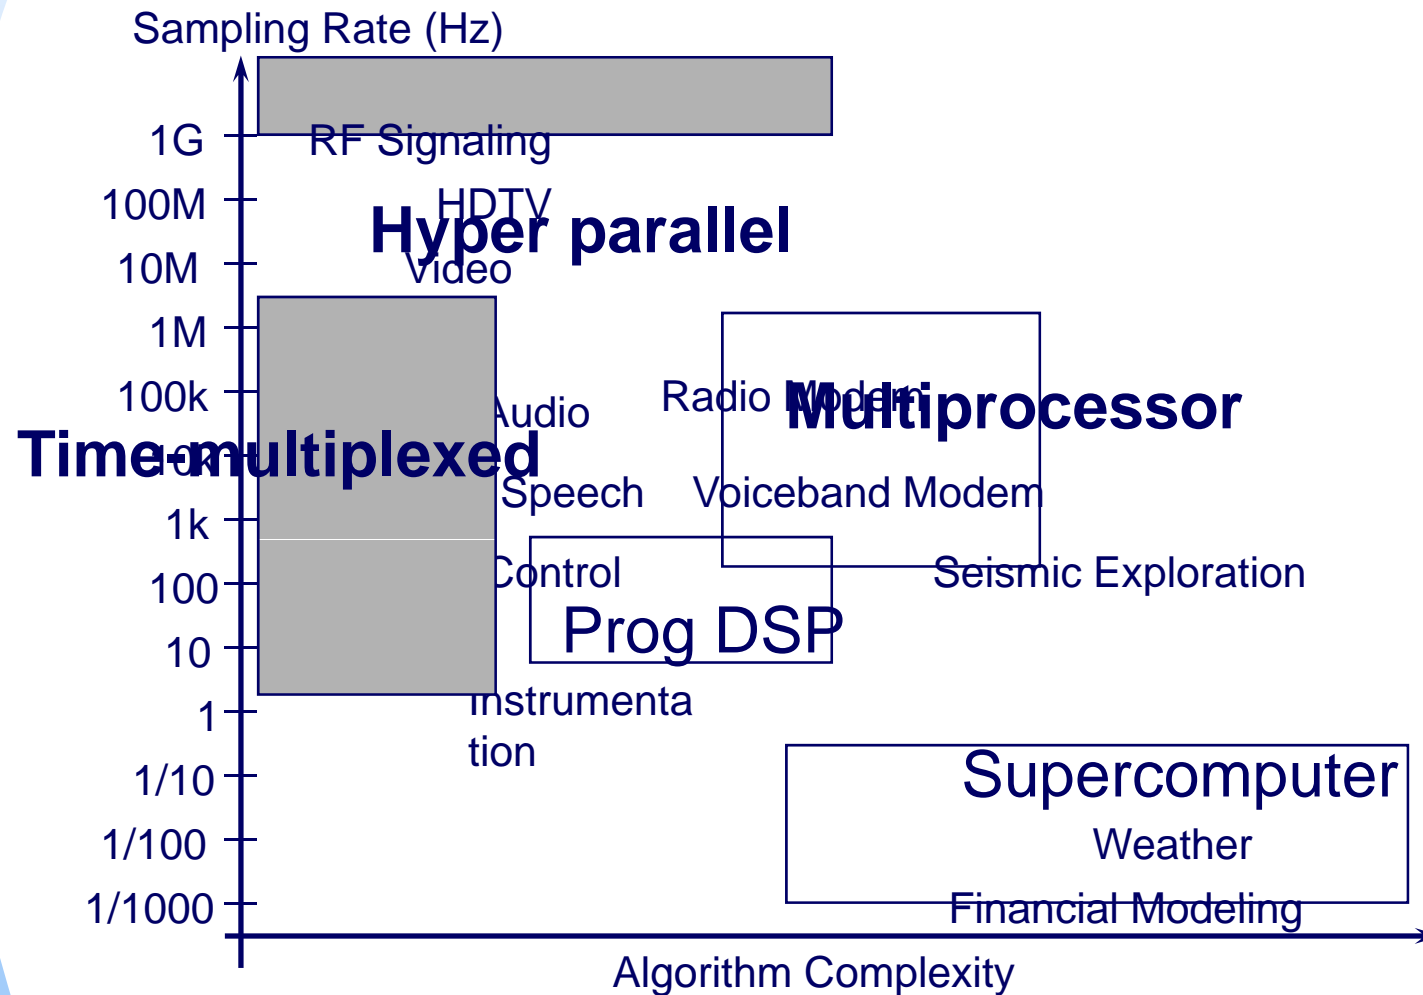 Sampling Rate (Hz)
1G
RF Signaling
100M
HDTV
Hyper parallel
10M
Video
1M
100k
Radio Modem
Multiprocessor
Audio
Time-multiplexed
10k
1k
Speech
Voiceband Modem
100
Control
Seismic Exploration
10
Prog DSP
1
Instrumenta
tion
1/10
Supercomputer
1/100
Weather
1/1000
Financial Modeling
Algorithm Complexity